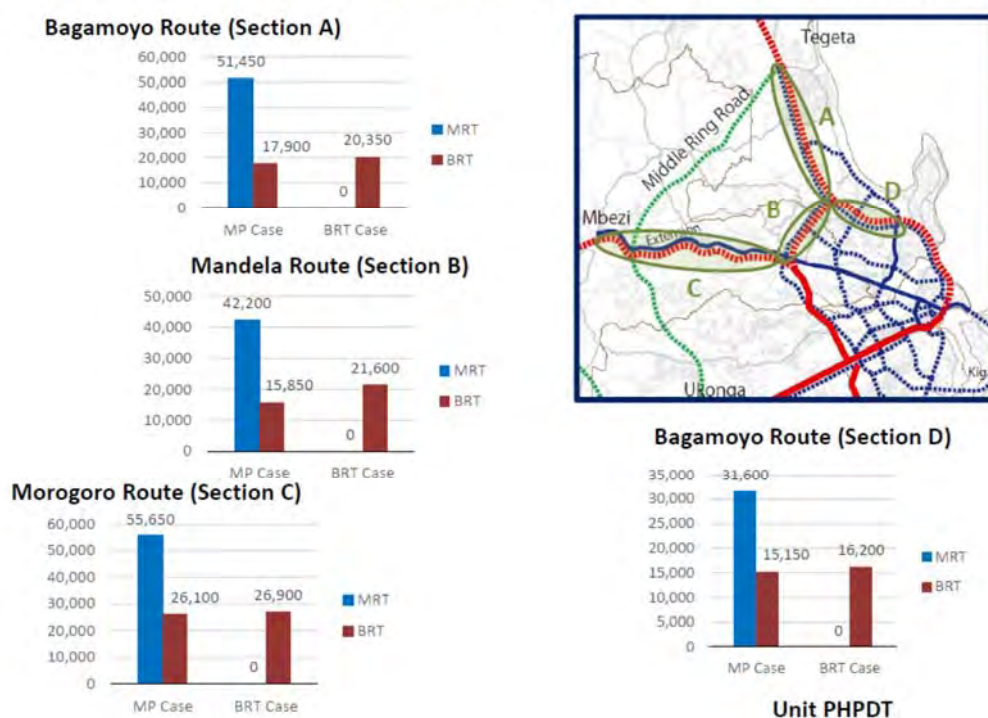 Bagamoyo Route (Section A)
60,000
50,000
40,000
30,000
20,000
10,000
0
51,450
17,900
0
20,350
MP Case
BRT Case
MRT
BRT
Mandela Route (Section B)
50,000
40,000
30,000
20,000
10,000
0
42,200
15,850
0
21,600
MP Case
BRT Case
MRT
BRT
Morogoro Route (Section C)
60,000
50,000
40,000
30,000
20,000
10,000
0
55,650
26,100
0
26,900
MP Case
BRT Case
MRT
BRT
Tegeta
Middle Ring Road
A
D
B
Mbezi
Extension
C
Ukonga
Kig
Bagamoyo Route (Section D)
35,000
30,000
25,000
20,000
15,000
10,000
5,000
0
31,600
15,150
0
16,200
MP Case
BRT Case
MRT
BRT
Unit PHPDT